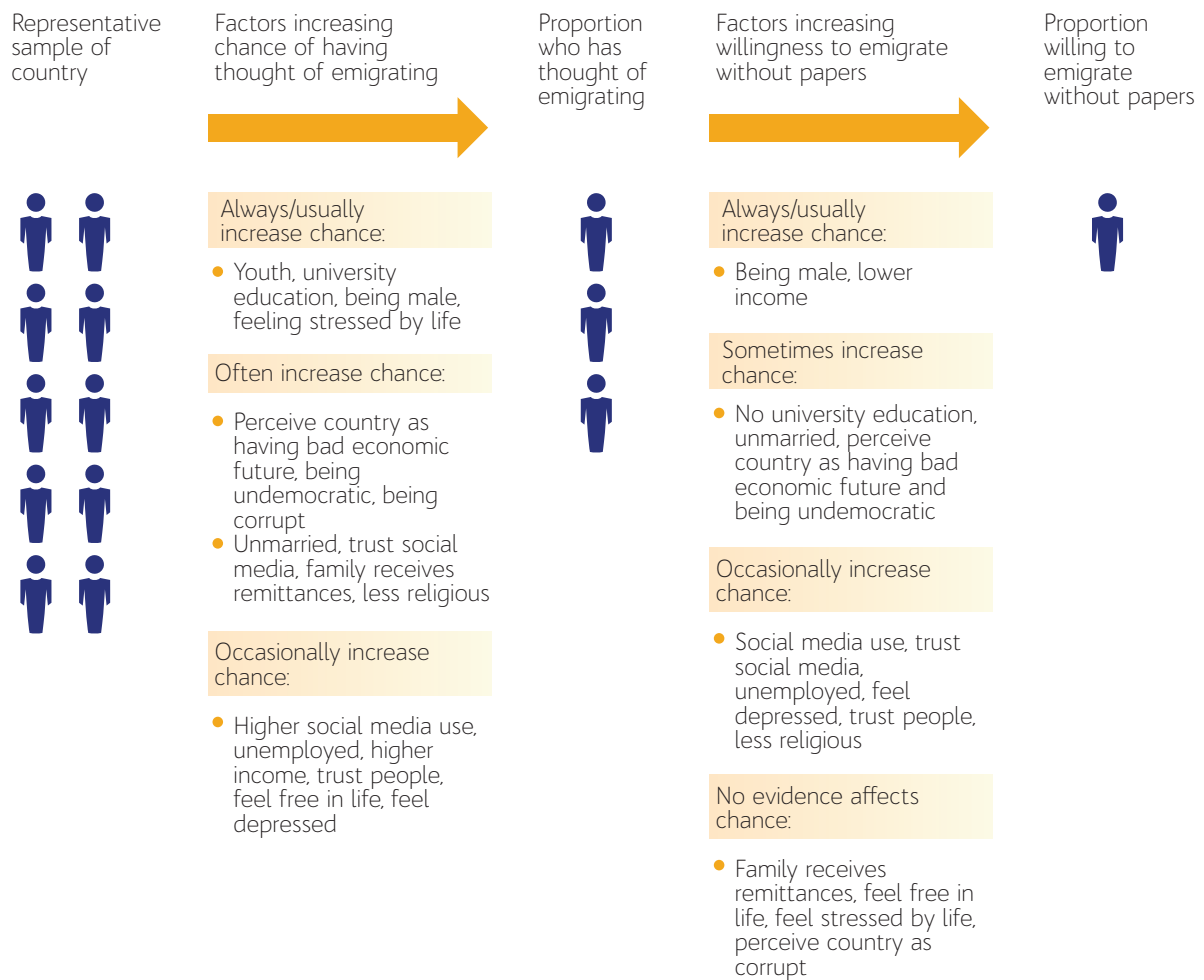 Representative
sample of
country
Factors increasing
chance of having
thought of emigrating
Proportion
who has
thought of
emigrating
Factors increasing
willingness to emigrate
without papers
Proportion
willing to
emigrate
without papers
Always/usually
increase chance:
• Youth, university
education, being male,
feeling stressed by life
Often increase chance:
• Perceive country as
having bad economic
future, being
undemocratic, being
corrupt
• Unmarried, trust social
media, family receives
remittances, less religious
Occasionally increase
chance:
• Higher social media use,
unemployed, higher
income, trust people,
feel free in life, feel
depressed
Always/usually
increase chance:
• Being male, lower
income
Sometimes increase
chance:
• No university education,
unmarried, perceive
country as having bad
economic future and
being undemocratic
Occasionally increase
chance:
• Social media use, trust
social media,
unemployed, feel
depressed, trust people,
less religious
No evidence affects
chance:
• Family receives
remittances, feel free in
life, feel stressed by life,
perceive country as
corrupt